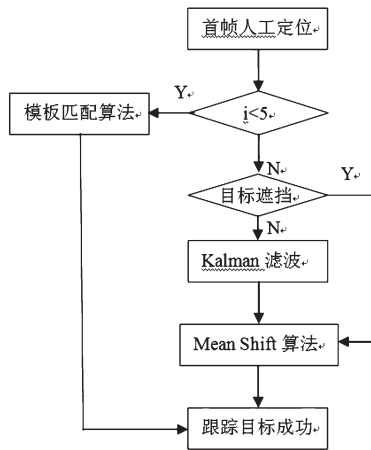 首帧人工定位
Y
模板匹配算法
i<5
N
Y
目标遮挡
N
Kalman 滤波
Mean Shift 算法
跟踪目标成功